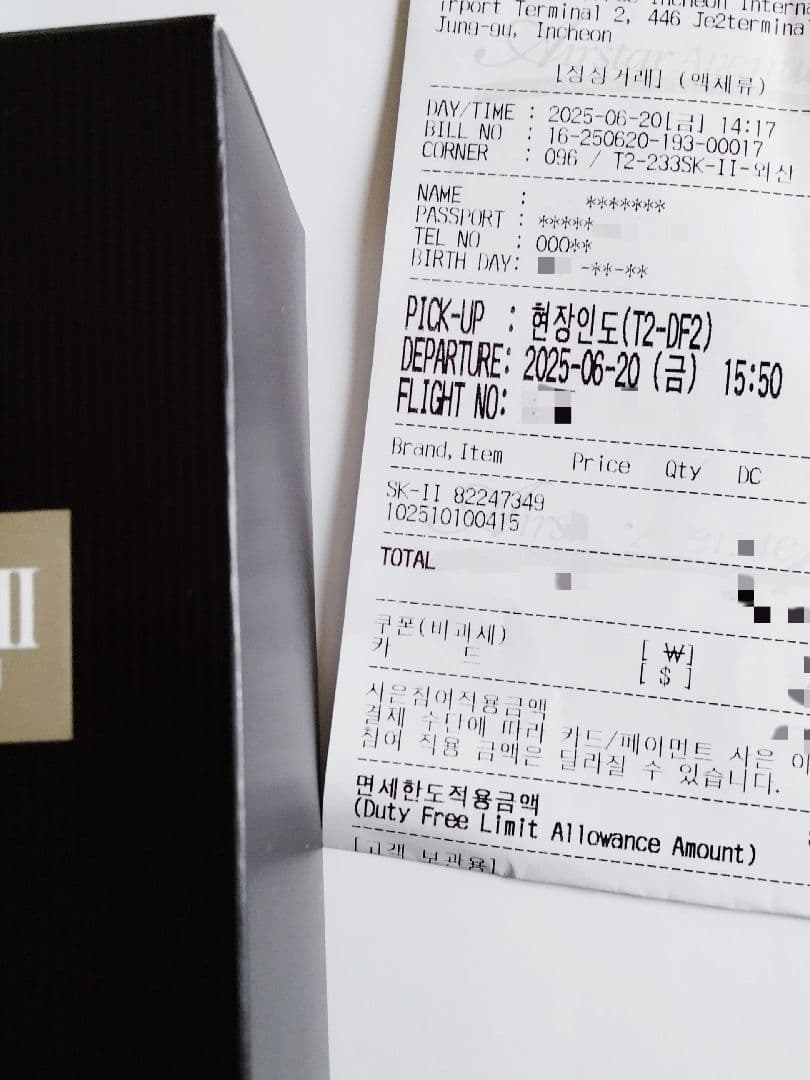 Terminal 2, 446 Je2termina
Jung-gu, Incheon
[정상거래] (액체류)
DAY/TIME : 2025-06-20[금] 14:17
BILL NO : 16-250620-193-00017
CORNER : 096 / T2-233SK-II-외신
NAME : *******
PASSPORT : *****
TEL NO : 000**
BIRTH DAY: -**-**
PICK-UP : 현장인도(T2-DF2)
DEPARTURE: 2025-06-20 (금) 15:50
FLIGHT NO:
Brand, Item Price Qty DC
SK-II 82247349
102510100415
TOTAL
쿠폰(비과세) [ ₩]
카 드 [ $ ]
사은참여적용금액
결제 수단에 따라 카드/페이먼트 사은 이
참여 적용 금액은 달라질 수 있습니다.
면세한도적용금액
(Duty Free Limit Allowance Amount)
[고객 보관용]
II